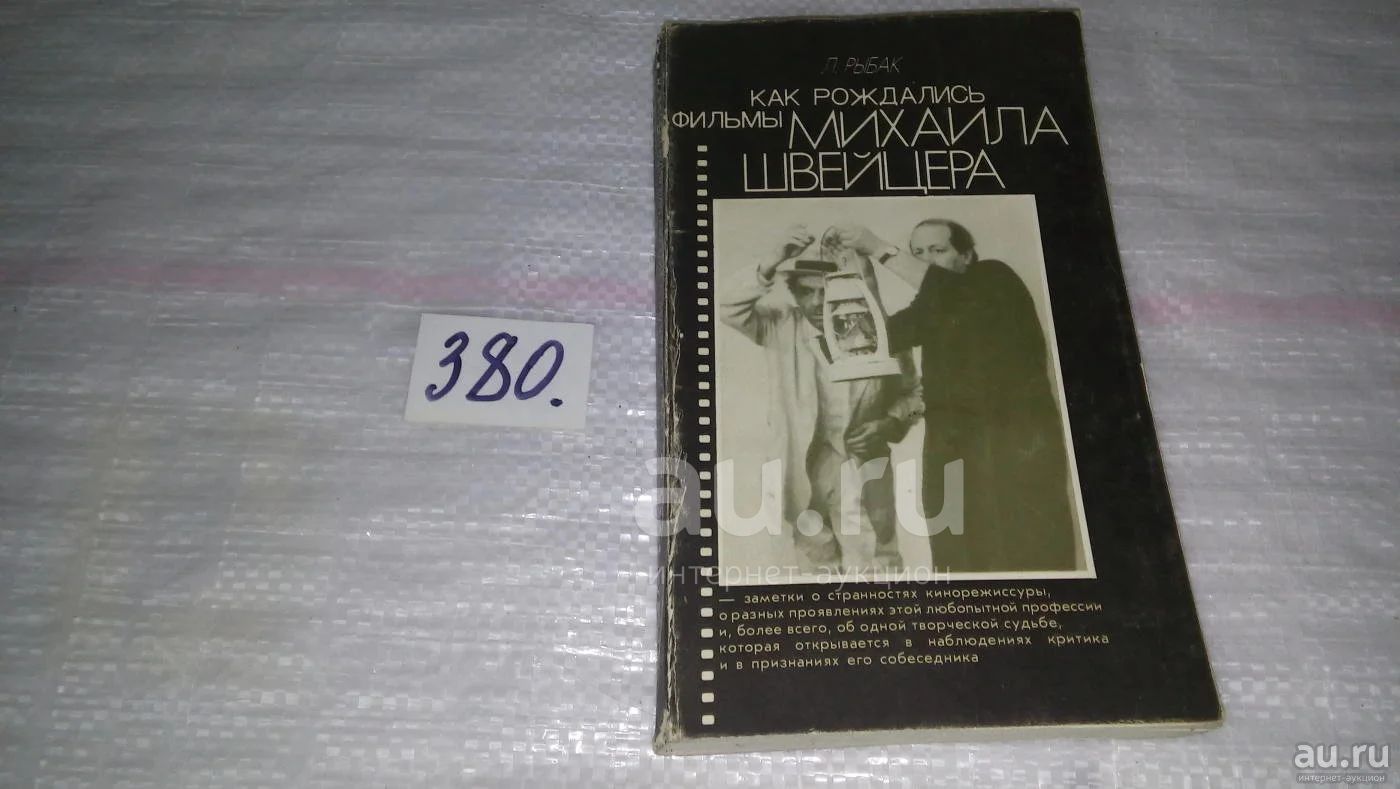 Л. РЫБАК
КАК РОЖДАЛИСЬ
ФИЛЬМЫ МИХАИЛА
ШВЕЙЦЕРА
380.
au.ru
интернет-аукцион
— заметки о странностях кинорежиссуры,
о разных проявлениях этой любопытной профессии
и, более всего, об одной творческой судьбе,
которая открывается в наблюдениях критика
и в признаниях его собеседника
au.ru
интернет-аукцион